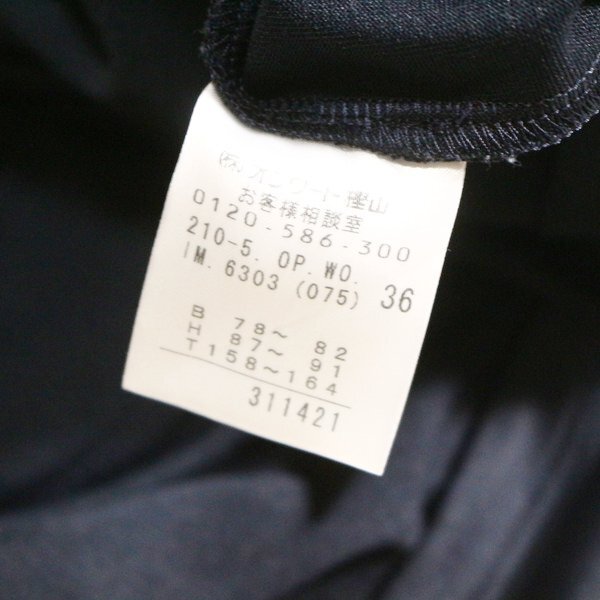 (株)オンワード樫山
お客様相談室
0120-586-300
210-5. OP. WO.
IM. 6303 (075) 36
B 78～ 82
H 87～ 91
T 158～164
311421